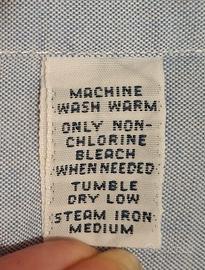 MACHINE
WASH WARM
ONLY NON-
CHLORINE
BLEACH
WHEN NEEDED
TUMBLE
DRY LOW
STEAM IRON
MEDIUM